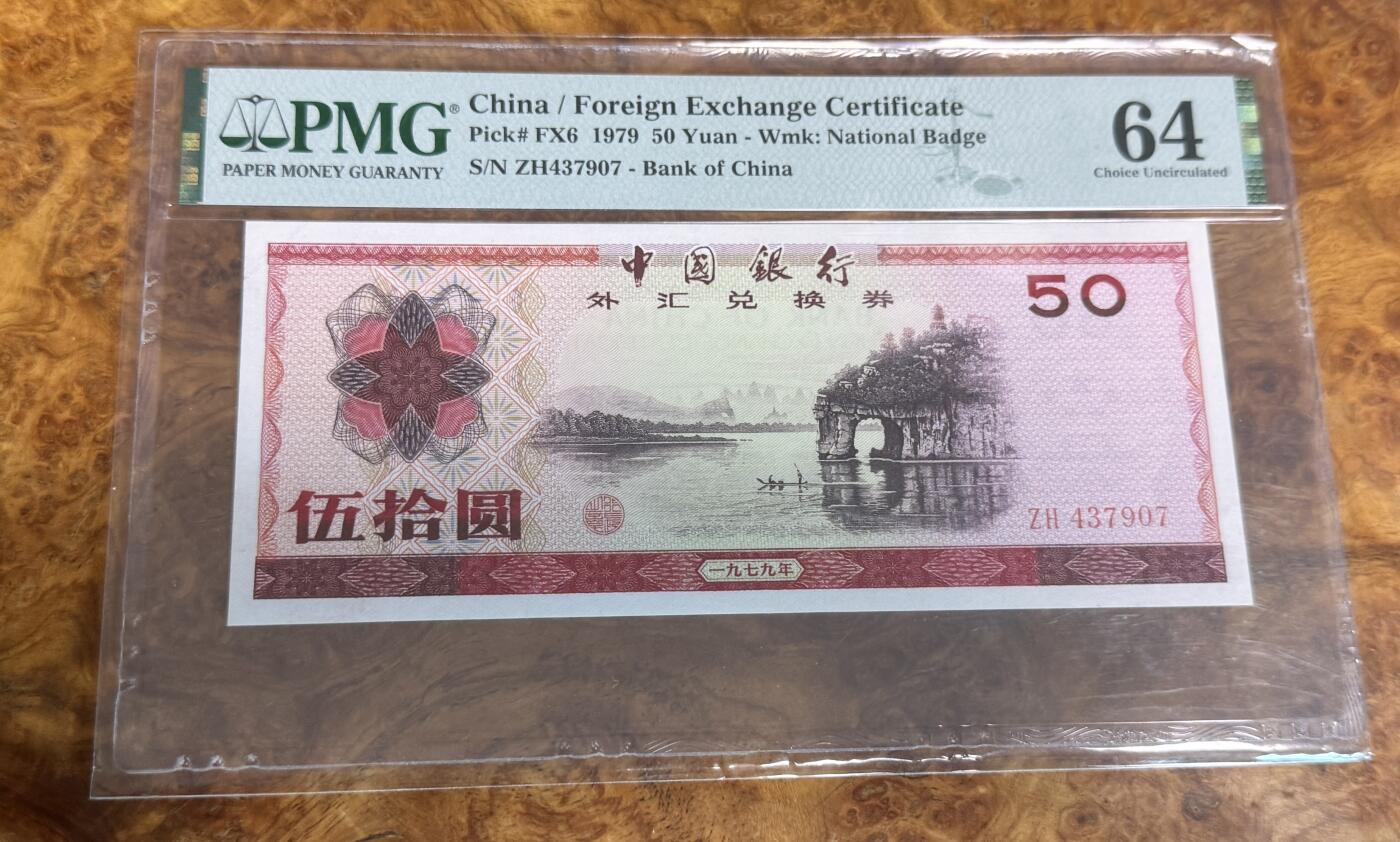 PMG®
PAPER MONEY GUARANTY
China / Foreign Exchange Certificate
Pick# FX6 1979 50 Yuan - Wmk: National Badge
S/N ZH437907 - Bank of China
64
Choice Uncirculated
中國銀行
外汇兑换券
50
伍拾圆
ZH 437907
一九七九年